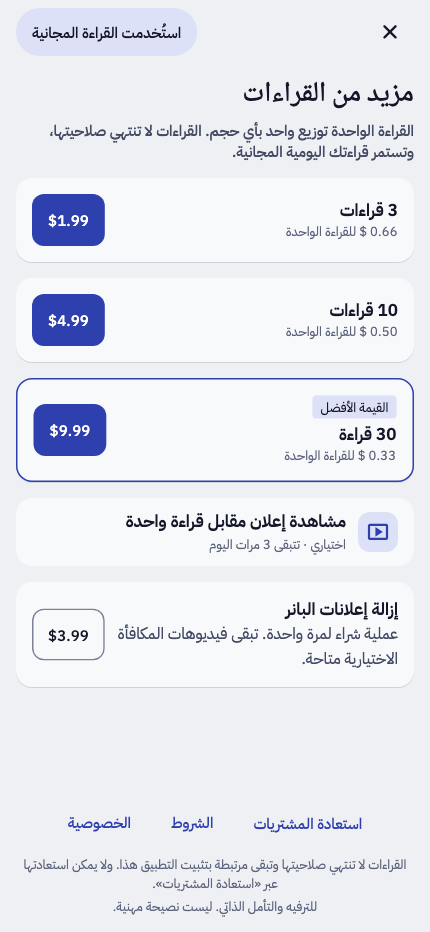 استُخدمت القراءة المجانية
مزيد من القراءات
القراءة الواحدة توزيع واحد بأي حجم. القراءات لا تنتهي صلاحيتها،
وتستمر قراءتك اليومية المجانية.
3 قراءات
0.66 $ للقراءة الواحدة
$1.99
10 قراءات
0.50 $ للقراءة الواحدة
$4.99
القيمة الأفضل
30 قراءة
0.33 $ للقراءة الواحدة
$9.99
مشاهدة إعلان مقابل قراءة واحدة
اختياري · تتبقى 3 مرات اليوم
إزالة إعلانات البانر
عملية شراء لمرة واحدة. تبقى فيديوهات المكافأة
الاختيارية متاحة.
$3.99
استعادة المشتريات
الشروط
الخصوصية
القراءات لا تنتهي صلاحيتها وتبقى مرتبطة بتثبيت التطبيق هذا. ولا يمكن استعادتها
عبر «استعادة المشتريات».
للترفيه والتأمل الذاتي. ليست نصيحة مهنية.